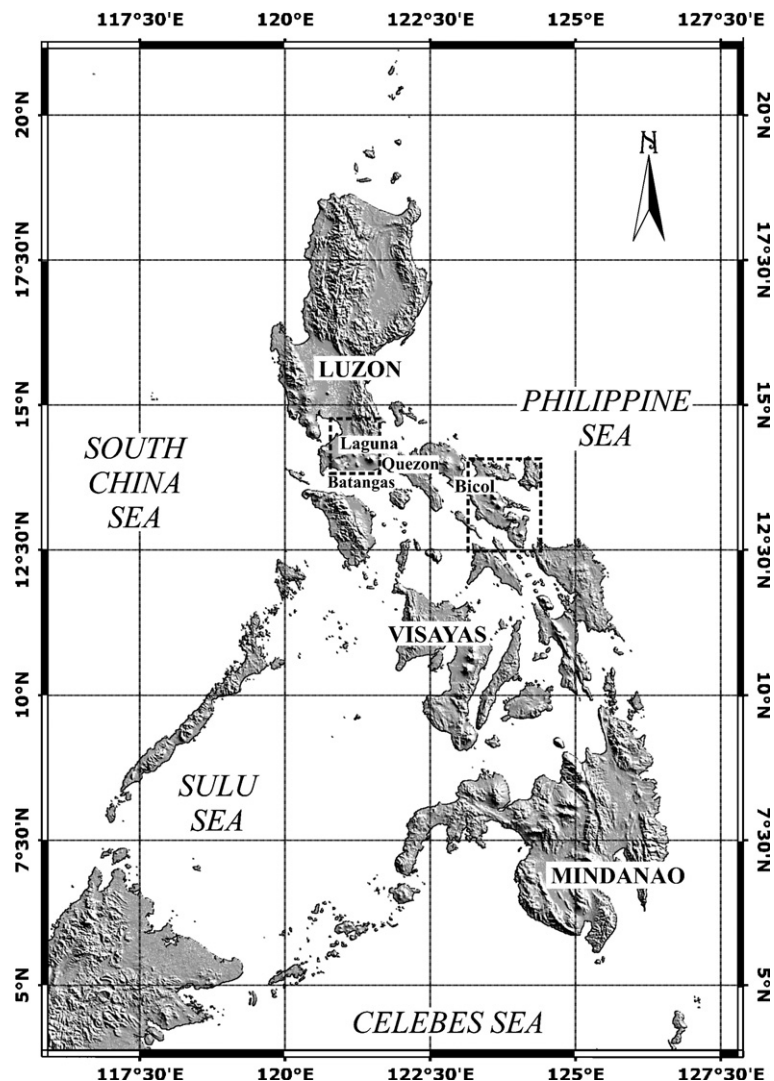 117°30'E 120°E 122°30'E 125°E 127°30'E
20°N 20°N
N
17°30'N 17°30'N
LUZON
15°N 15°N
PHILIPPINE
SEA
SOUTH
CHINA
SEA
Laguna
Quezon
Batangas
Bicol
12°30'N 12°30'N
VISAYAS
10°N 10°N
SULU
SEA
7°30'N 7°30'N
MINDANAO
5°N 5°N
CELEBES SEA
117°30'E 120°E 122°30'E 125°E 127°30'E